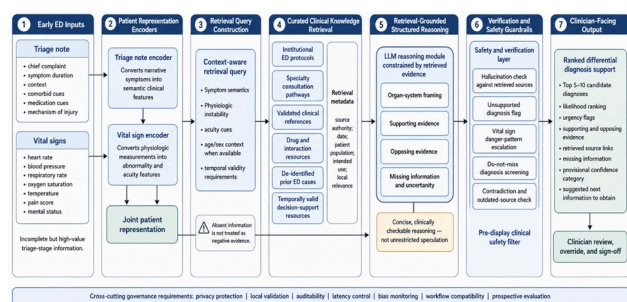 1 Early ED Inputs
Triage note
• chief complaint
• symptom duration
• context
• comorbid cues
• medication cues
• mechanism of injury
Vital signs
• heart rate
• blood pressure
• respiratory rate
• oxygen saturation
• temperature
• pain score
• mental status
Incomplete but high-value
triage-stage information.
2 Patient Representation
Encoders
Triage note encoder
Converts narrative
symptoms into
semantic clinical
features
Vital sign encoder
Converts physiologic
measurements into
abnormality and
acuity features
Joint patient
representation
3 Retrieval Query
Construction
Context-aware
retrieval query
• Symptom semantics
• Physiologic
instability
• acuity cues
• age/sex context
when available
• temporal validity
requirements
Absent information
is not treated as
negative evidence.
4 Curated Clinical Knowledge
Retrieval
Institutional
ED protocols
Specialty
consultation
pathways
Validated clinical
references
Drug and
interaction
resources
De-identified
prior ED cases
Temporally valid
decision-support
resources
Retrieval
metadata
source
authority;
date;
patient
population;
intended
use;
local
relevance
5 Retrieval-Grounded
Structured Reasoning
LLM reasoning module
constrained by retrieved
evidence
Organ-system framing
Supporting evidence
Opposing evidence
Missing information
and uncertainty
Concise, clinically
checkable reasoning —
not unrestricted speculation
6 Verification and
Safety Guardrails
Safety and verification
layer
Hallucination check
against retrieved sources
Unsupported
diagnosis flag
Vital sign
danger-pattern
escalation
Do-not-miss
diagnosis screening
Contradiction and
outdated-source check
Pre-display clinical
safety filter
7 Clinician-Facing
Output
Ranked differential
diagnosis support
• Top 5–10 candidate
diagnoses
• likelihood ranking
• urgency flags
• supporting and opposing
evidence
• retrieved source links
• missing information
• provisional confidence
category
• suggested next
information to obtain
Clinician review,
override, and sign-off
Cross-cutting governance requirements: privacy protection | local validation | auditability | latency control | bias monitoring | workflow compatibility | prospective evaluation